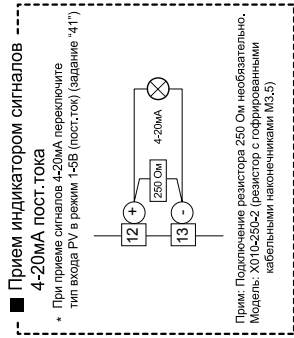 Прием индикатором сигналов
4-20мА пост.тока
* При приеме сигналов 4-20мА переключите
тип входа PV в режим 1-5В (пост.ток) (задание "41")
12 +
250 Ом
4-20мА
13 -
Прим: Подключение резистора 250 Ом необязательно.
Модель: X010-250-2 (резистор с гофрированными
кабельными наконечниками М3,5)